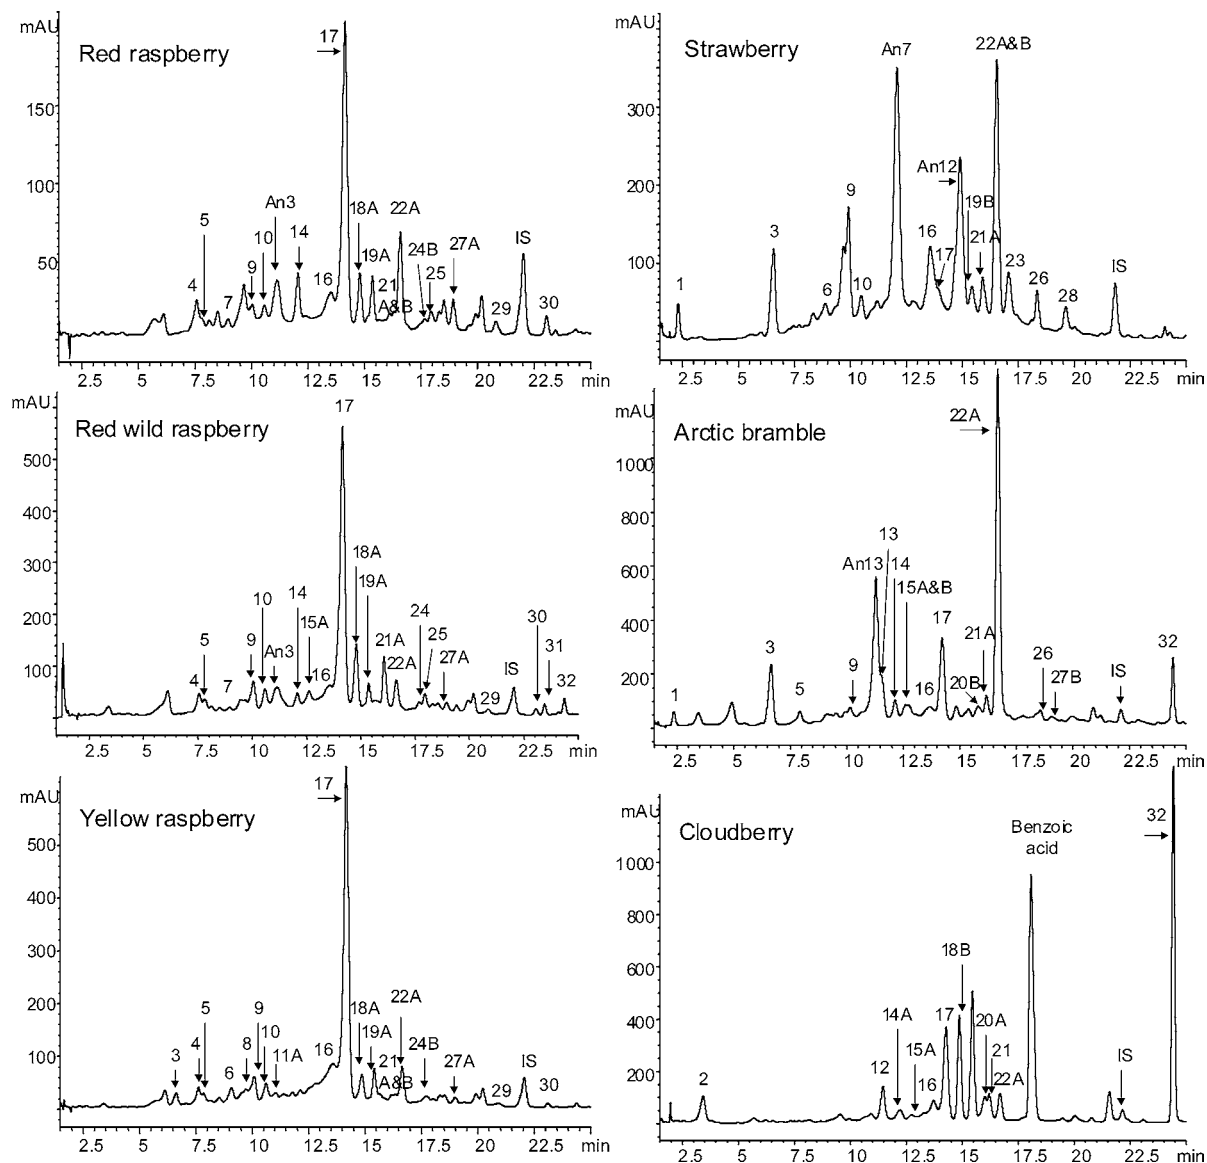 mAU
Red raspberry
150
100
50
4
5
7
9
10
An3
14
16
17
18A
19A
21
A&B
22A
24B
25
27A
29
IS
30
2.5 5 7.5 10 12.5 15 17.5 20 22.5 min
mAU
Strawberry
300
200
100
1
3
6
9
10
An7
16
17
An12
19B
21A
22A&B
23
26
28
IS
2.5 5 7.5 10 12.5 15 17.5 20 22.5 min
mAU
Red wild raspberry
500
400
300
200
100
4
5
7
9
10
An3
14
15A
16
17
18A
19A
21A
22A
24
25
27A
29
IS
30
31
32
2.5 5 7.5 10 12.5 15 17.5 20 22.5 min
mAU
Arctic bramble
1000
800
600
400
200
1
3
5
9
An13
13
14
15A&B
16
17
20B
21A
22A
26
27B
IS
32
2.5 5 7.5 10 12.5 15 17.5 20 22.5 min
mAU
Yellow raspberry
500
400
300
200
100
3
4
5
6
8
9
10
11A
16
17
18A
19A
21
A&B
22A
24B
27A
29
IS
30
2.5 5 7.5 10 12.5 15 17.5 20 22.5 min
mAU
Cloudberry
1000
800
600
400
200
2
12
14A
15A
16
17
18B
20A
21
22A
Benzoic
acid
IS
32
2.5 5 7.5 10 12.5 15 17.5 20 22.5 min